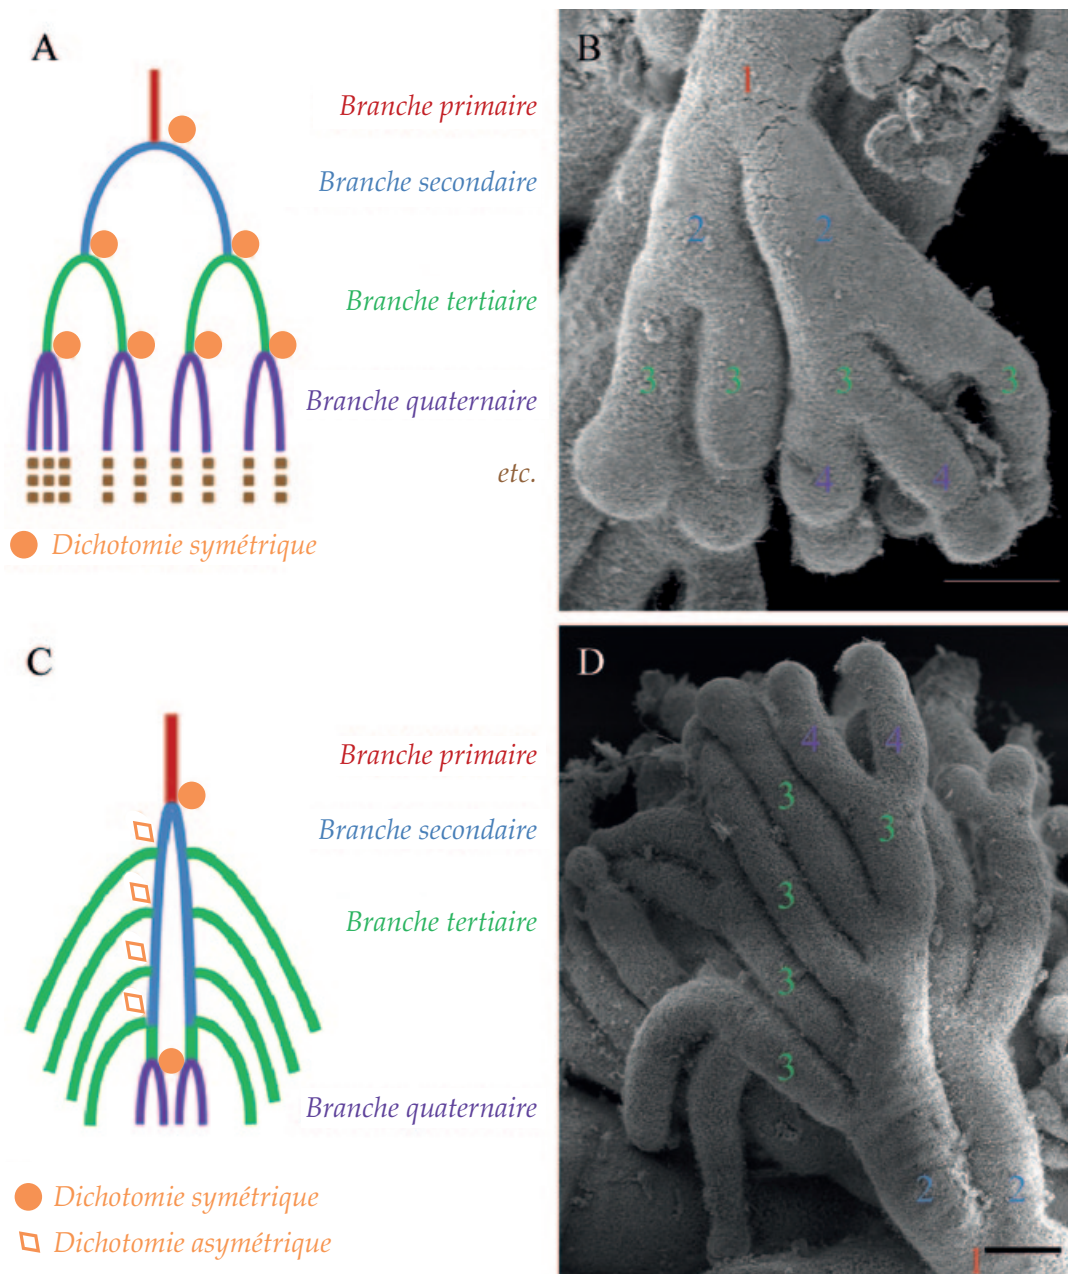 A
Branche primaire
Branche secondaire
Branche tertiaire
Branche quaternaire
etc.
Dichotomie symétrique
B
1
2 2
3 3 3 3
4 4
C
Branche primaire
Branche secondaire
Branche tertiaire
Branche quaternaire
Dichotomie symétrique
Dichotomie asymétrique
D
4 4
3
3
3
3
3
2 2
1